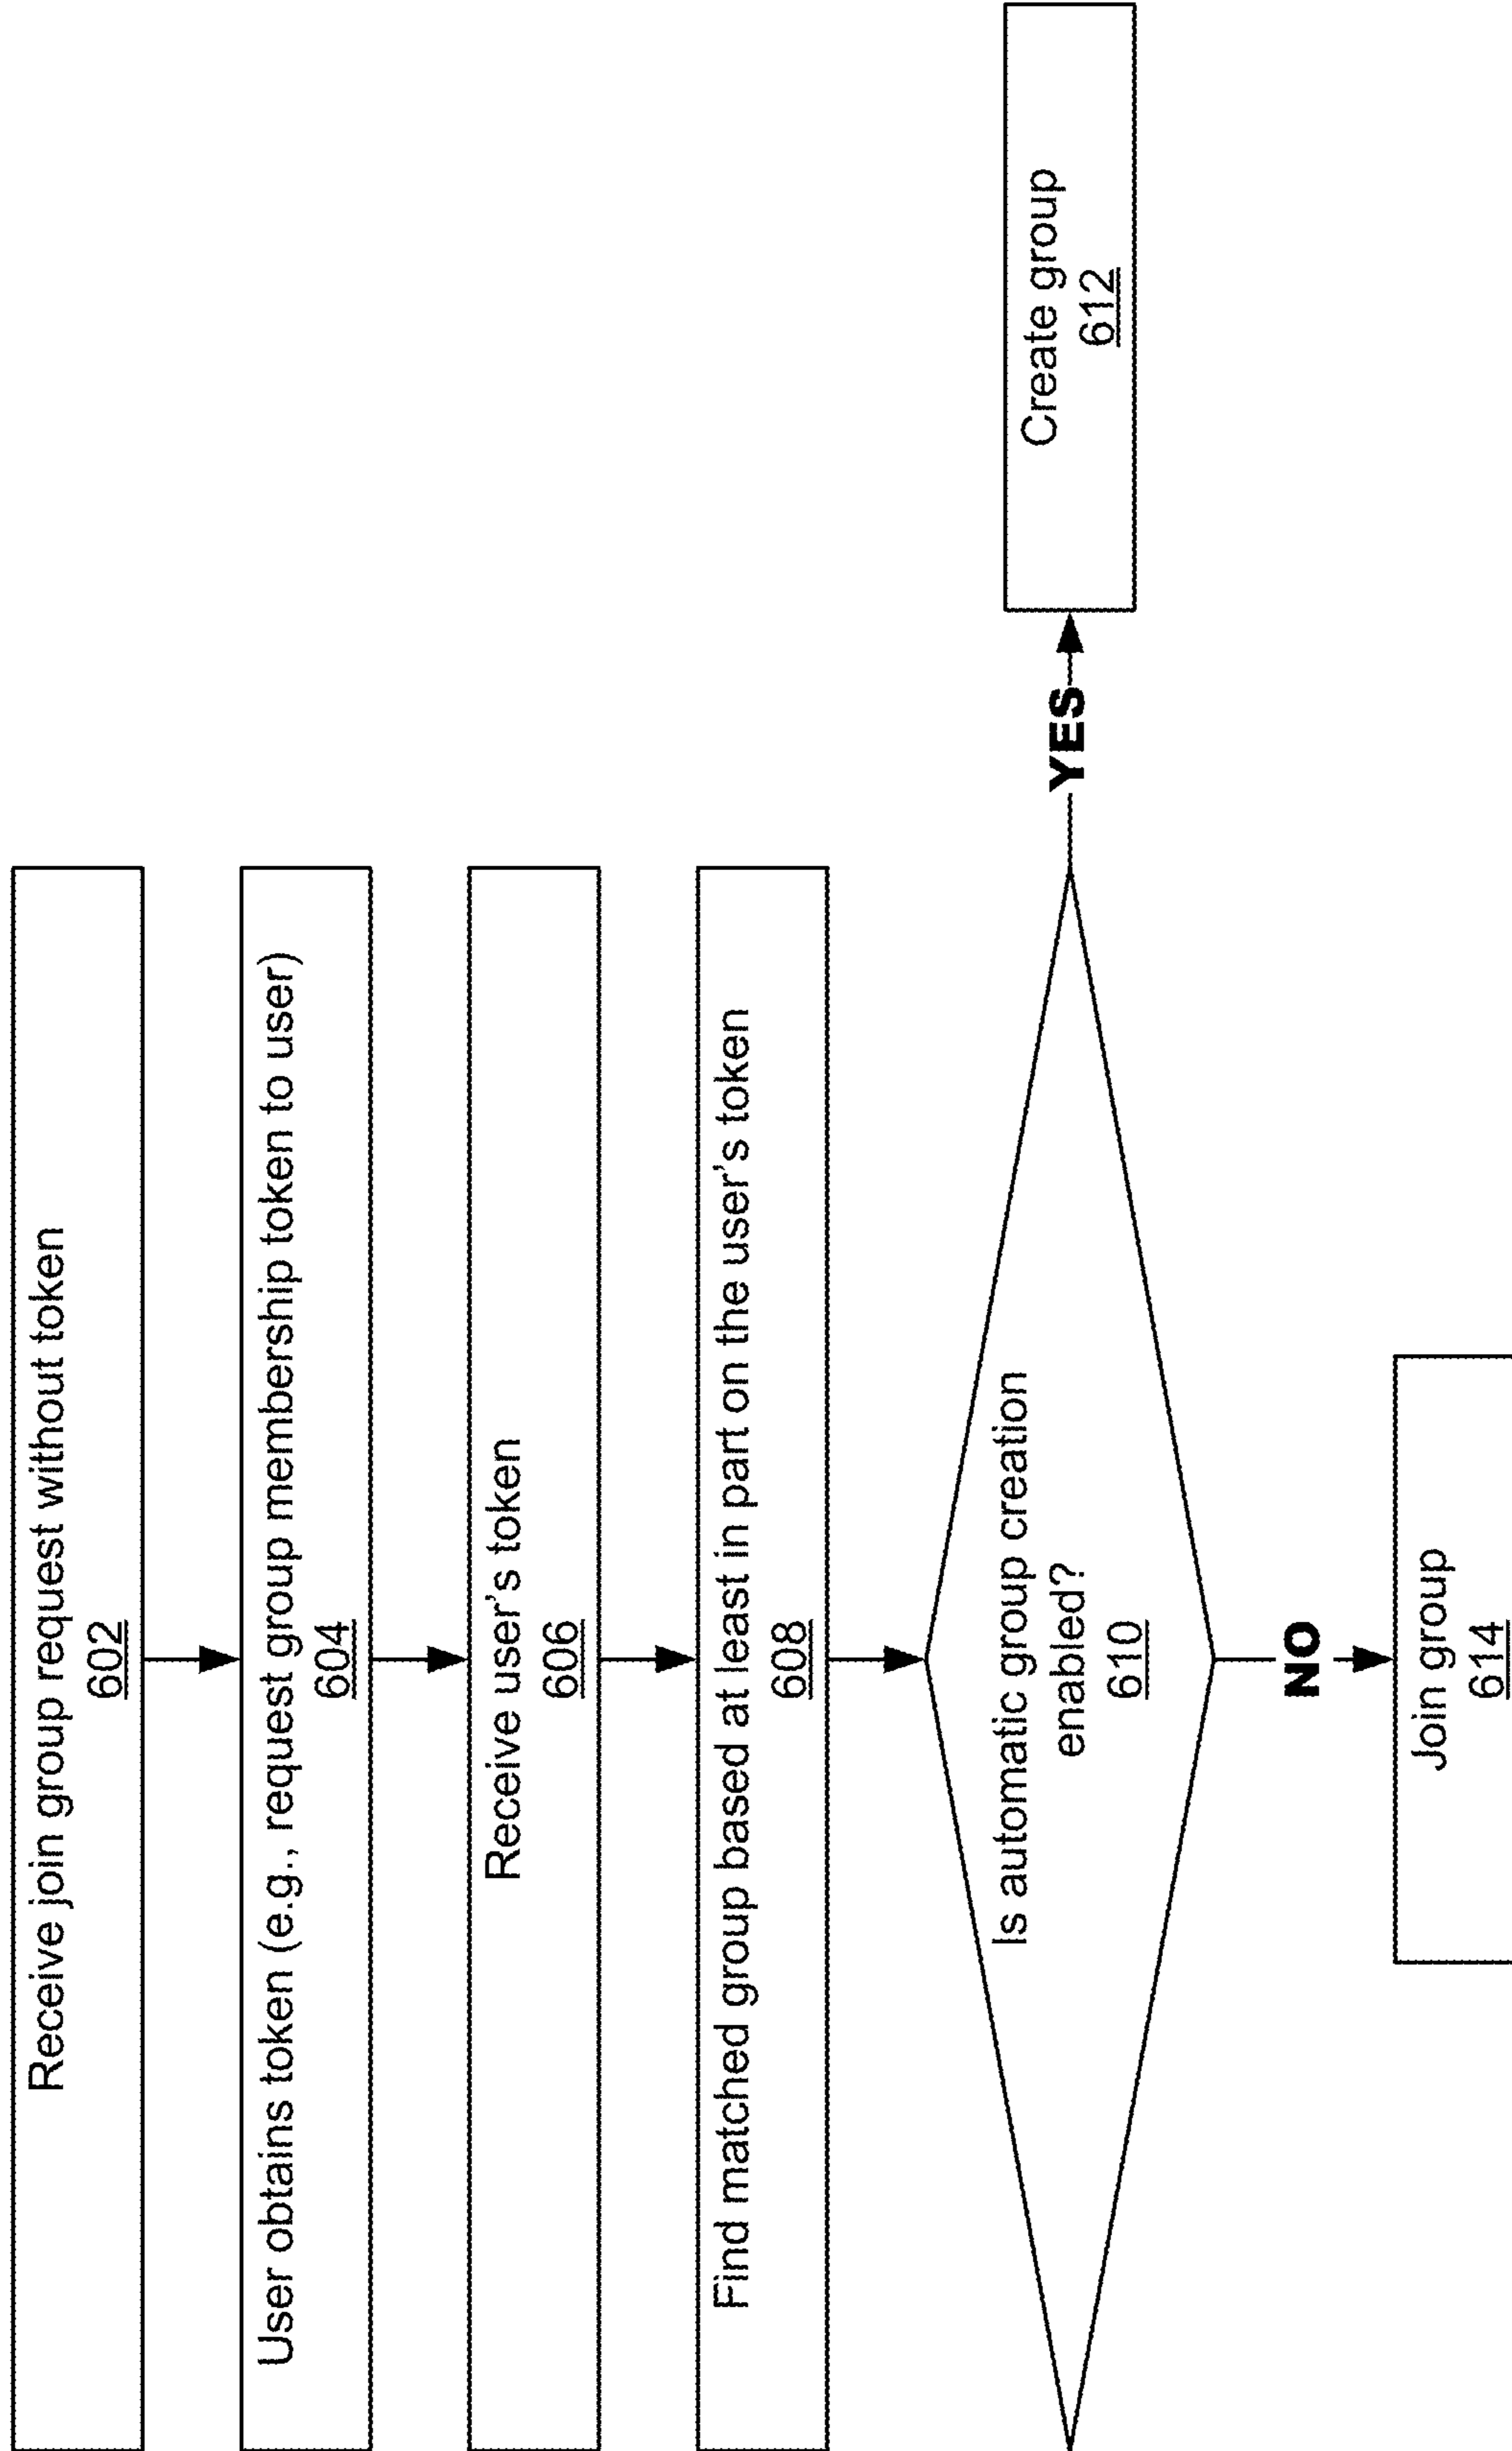 Receive join group request without token
602
User obtains token (e.g., request group membership token to user)
604
Receive user's token
606
Find matched group based at least in part on the user's token
608
Is automatic group creation
enabled?
610
YES
Create group
612
NO
Join group
614